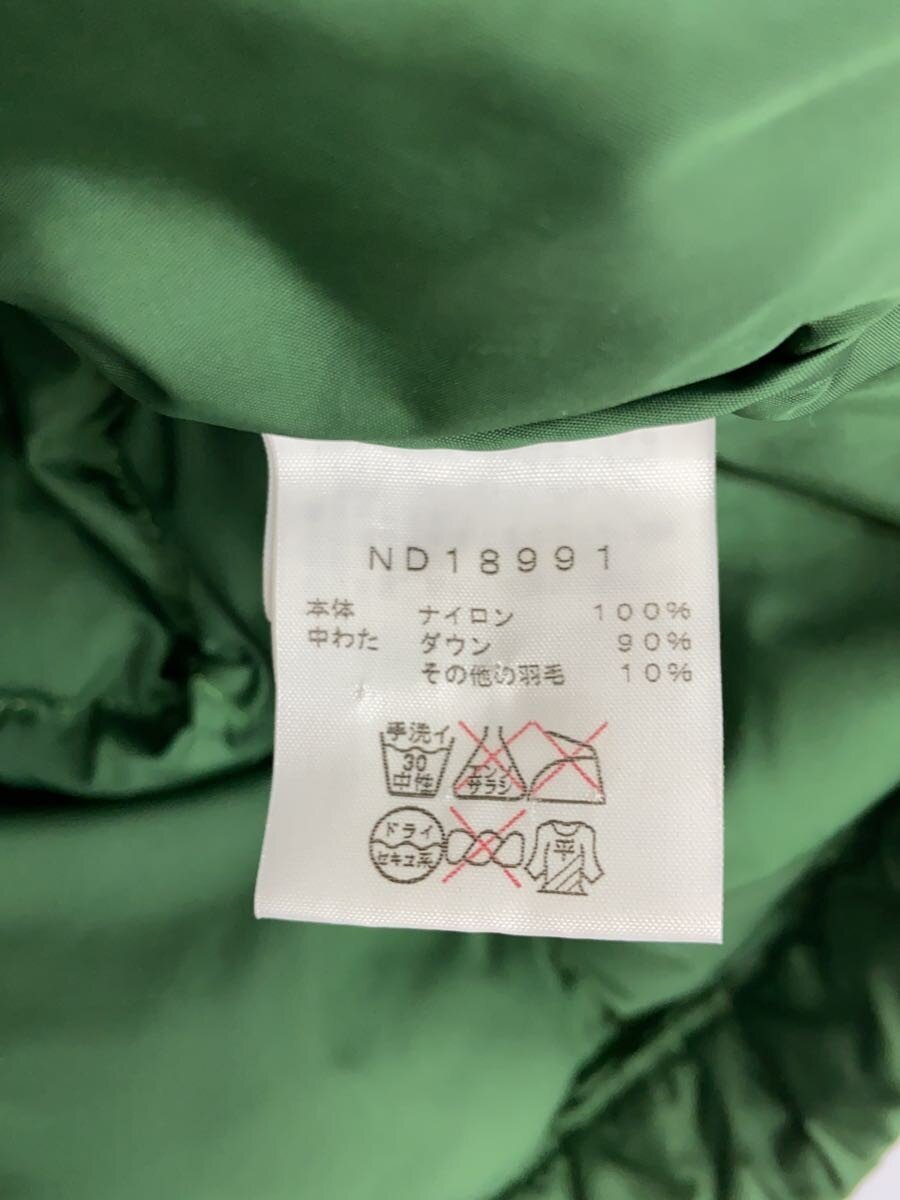 ND18991
本体 ナイロン 100%
中わた ダウン 90%
その他の羽毛 10%
手洗イ
30
中性
エンソ
サラシ
ドライ
セキユ系
平